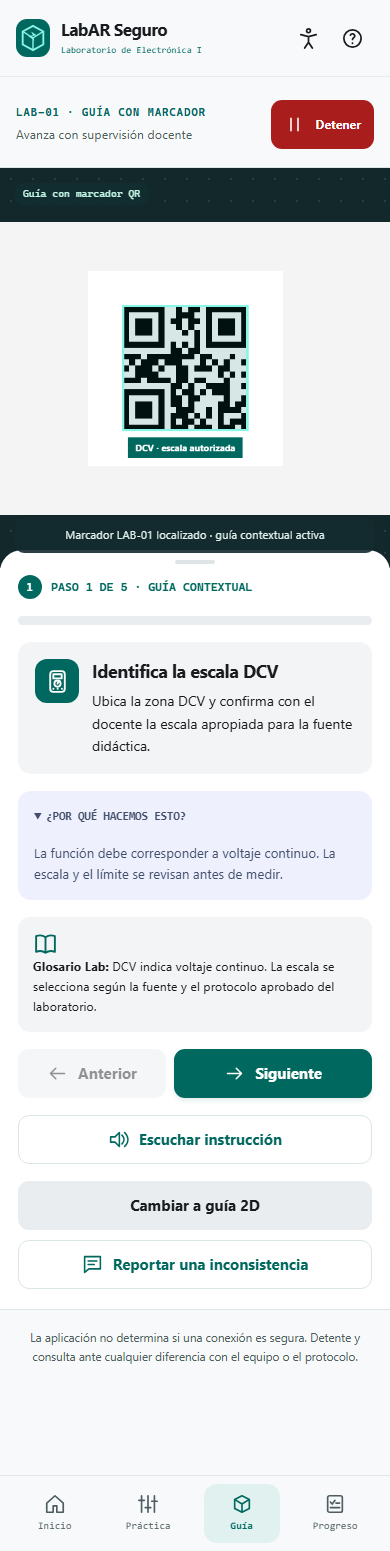 LabAR Seguro
Laboratorio de Electrónica I
LAB-01 · GUÍA CON MARCADOR
Avanza con supervisión docente
Detener
Guía con marcador QR
DCV · escala autorizada
Marcador LAB-01 localizado · guía contextual activa
1 PASO 1 DE 5 · GUÍA CONTEXTUAL
Identifica la escala DCV
Ubica la zona DCV y confirma con el
docente la escala apropiada para la fuente
didáctica.
▼ ¿POR QUÉ HACEMOS ESTO?
La función debe corresponder a voltaje continuo. La
escala y el límite se revisan antes de medir.
Glosario Lab: DCV indica voltaje continuo. La escala se
selecciona según la fuente y el protocolo aprobado del
laboratorio.
← Anterior
→ Siguiente
Escuchar instrucción
Cambiar a guía 2D
Reportar una inconsistencia
La aplicación no determina si una conexión es segura. Detente y
consulta ante cualquier diferencia con el equipo o el protocolo.
Inicio
Práctica
Guía
Progreso